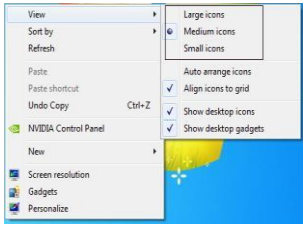 View
Sort by
Refresh
Paste
Paste shortcut
Undo Copy Ctrl+Z
NVIDIA Control Panel
New
Screen resolution
Gadgets
Personalize
Large icons
Medium icons
Small icons
Auto arrange icons
Align icons to grid
Show desktop icons
Show desktop gadgets